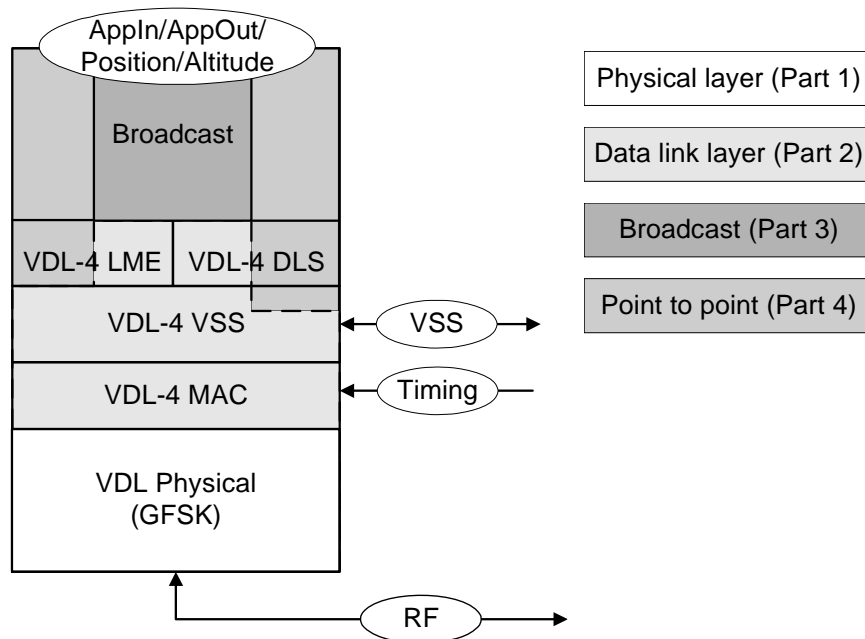 AppIn/AppOut/
Position/Altitude
Broadcast
VDL-4 LME
VDL-4 DLS
VDL-4 VSS
VSS
VDL-4 MAC
Timing
VDL Physical
(GFSK)
RF
Physical layer (Part 1)
Data link layer (Part 2)
Broadcast (Part 3)
Point to point (Part 4)